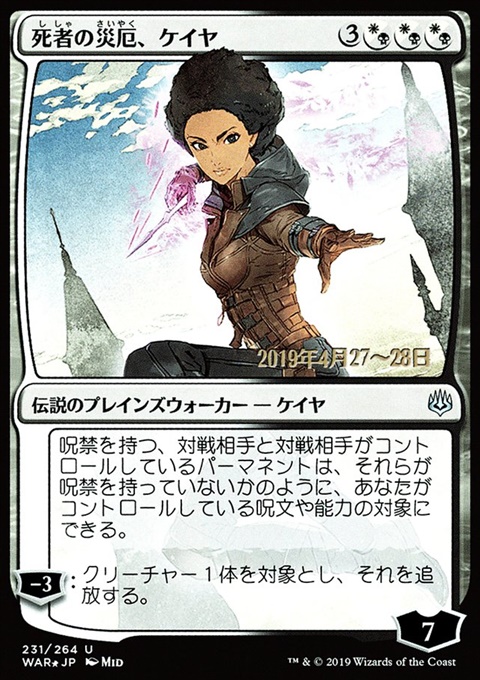 ししゃ さいやく
死者の災厄、ケイヤ 3
2019年4月27〜28日
伝説のプレインズウォーカー — ケイヤ
呪禁を持つ、対戦相手と対戦相手がコント
ロールしているパーマネントは、それらが
呪禁を持っていないかのように、あなたが
コントロールしている呪文や能力の対象に
できる。
-3:クリーチャー1体を対象とし、それを追
放する。
7
231/264 U
WAR★JP MID
™ & © 2019 Wizards of the Coast